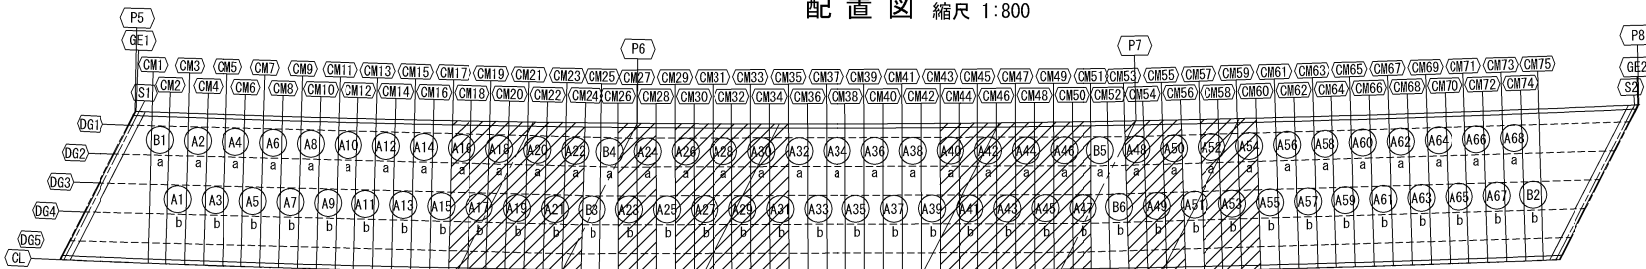 配 置 図 縮尺 1:800
P5 P6 P7 P8
GE1 GE2
CM1 CM3 CM5 CM7 CM9 CM11 CM13 CM15 CM17 CM19 CM21 CM23 CM25 CM27 CM29 CM31 CM33 CM35 CM37 CM39 CM41 CM43 CM45 CM47 CM49 CM51 CM53 CM55 CM57 CM59 CM61 CM63 CM65 CM67 CM69 CM71 CM73 CM75
S1 CM2 CM4 CM6 CM8 CM10 CM12 CM14 CM16 CM18 CM20 CM22 CM24 CM26 CM28 CM30 CM32 CM34 CM36 CM38 CM40 CM42 CM44 CM46 CM48 CM50 CM52 CM54 CM56 CM58 CM60 CM62 CM64 CM66 CM68 CM70 CM72 CM74 S2
DG1
B1 A2 A4 A6 A8 A10 A12 A14 A16 A18 A20 A22 B4 A24 A26 A28 A30 A32 A34 A36 A38 A40 A42 A44 A46 B5 A48 A50 A52 A54 A56 A58 A60 A62 A64 A66 A68
DG2
a a a a a a a a a a a a a a a a a a a a a a a a a a a a a a a a a a a a a
DG3
A1 A3 A5 A7 A9 A11 A13 A15 A17 A19 A21 B3 A23 A25 A27 A29 A31 A33 A35 A37 A39 A41 A43 A45 A47 B6 A49 A51 A53 A55 A57 A59 A61 A63 A65 A67 B2
DG4
b b b b b b b b b b b b b b b b b b b b b b b b b b b b b b b b b b b b b
DG5
CL